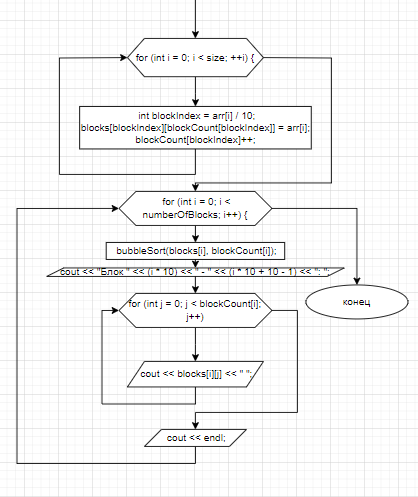 for (int i = 0; i < size; ++i) {
int blockIndex = arr[i] / 10;
blocks[blockIndex][blockCount[blockIndex]] = arr[i];
blockCount[blockIndex]++;
for (int i = 0; i <
numberOfBlocks; i++) {
bubbleSort(blocks[i], blockCount[i]);
cout << "Блок " << (i * 10) << " - " << (i * 10 + 10 - 1) << ": ";
for (int j = 0; j < blockCount[i];
j++)
конец
cout << blocks[i][j] << " ";
cout << endl;